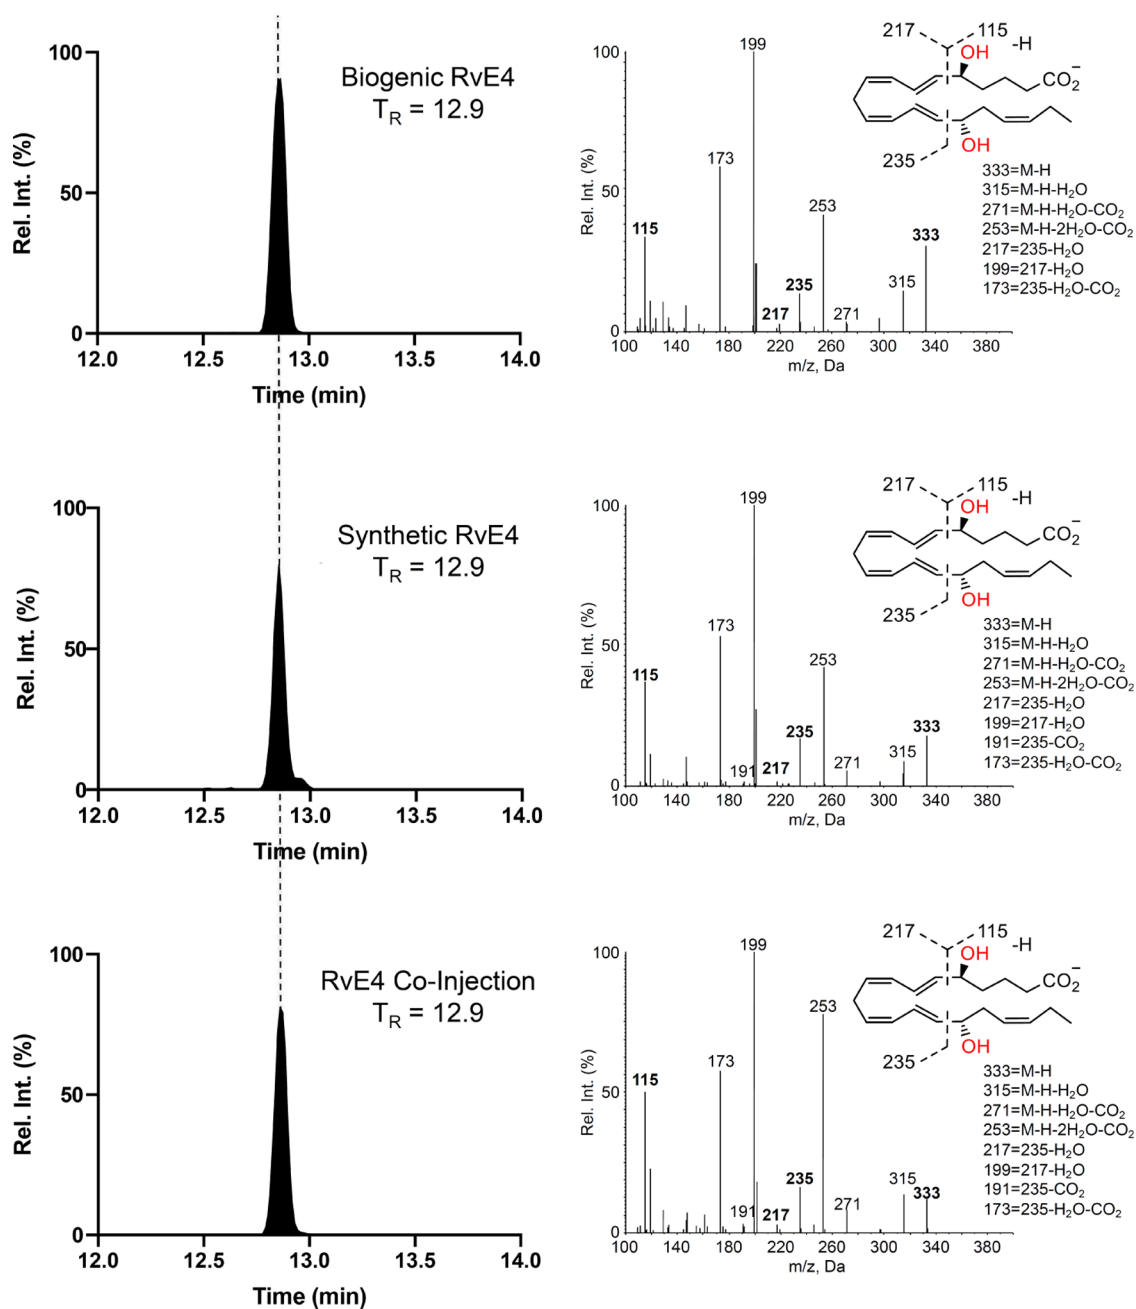 Biogenic RvE4
TR = 12.9
Rel. Int. (%)
100
50
0
12.0 12.5 13.0 13.5 14.0
Time (min)
Rel. Int. (%)
100
50
0
199
173
115
253
333
235
315
217
271
100 140 180 220 260 300 340 380
m/z, Da
217 115 -H
OH
CO2−
OH
235
333=M-H
315=M-H-H2O
271=M-H-H2O-CO2
253=M-H-2H2O-CO2
217=235-H2O
199=217-H2O
173=235-H2O-CO2
Synthetic RvE4
TR = 12.9
Rel. Int. (%)
100
50
0
12.0 12.5 13.0 13.5 14.0
Time (min)
Rel. Int. (%)
100
50
0
199
173
115
253
235
333
315
191
217
271
100 140 180 220 260 300 340 380
m/z, Da
217 115 -H
OH
CO2−
OH
235
333=M-H
315=M-H-H2O
271=M-H-H2O-CO2
253=M-H-2H2O-CO2
217=235-H2O
199=217-H2O
191=235-CO2
173=235-H2O-CO2
RvE4 Co-Injection
TR = 12.9
Rel. Int. (%)
100
50
0
12.0 12.5 13.0 13.5 14.0
Time (min)
Rel. Int. (%)
100
50
0
199
253
173
115
235
315
333
191
217
271
100 140 180 220 260 300 340 380
m/z, Da
217 115 -H
OH
CO2−
OH
235
333=M-H
315=M-H-H2O
271=M-H-H2O-CO2
253=M-H-2H2O-CO2
217=235-H2O
199=217-H2O
191=235-CO2
173=235-H2O-CO2